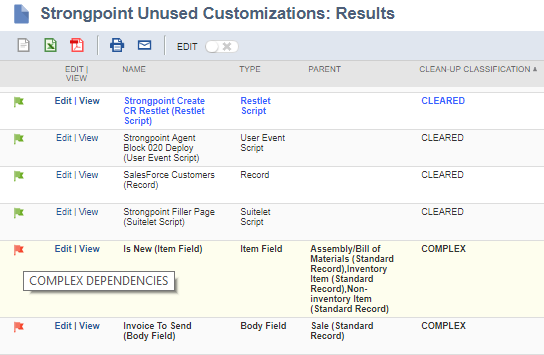 Strongpoint Unused Customizations: Results
EDIT
EDIT | VIEW NAME TYPE PARENT CLEAN-UP CLASSIFICATION
Edit | View Strongpoint Create CR Restlet (Restlet Script) Restlet Script CLEARED
Edit | View Strongpoint Agent Block 020 Deploy (User Event Script) User Event Script CLEARED
Edit | View SalesForce Customers (Record) Record CLEARED
Edit | View Strongpoint Filler Page (Suitelet Script) Suitelet Script CLEARED
Edit | View Is New (Item Field) Item Field Assembly/Bill of Materials (Standard Record),Inventory Item (Standard Record),Non-inventory Item (Standard Record) COMPLEX
COMPLEX DEPENDENCIES
Edit | View Invoice To Send (Body Field) Body Field Sale (Standard Record) COMPLEX